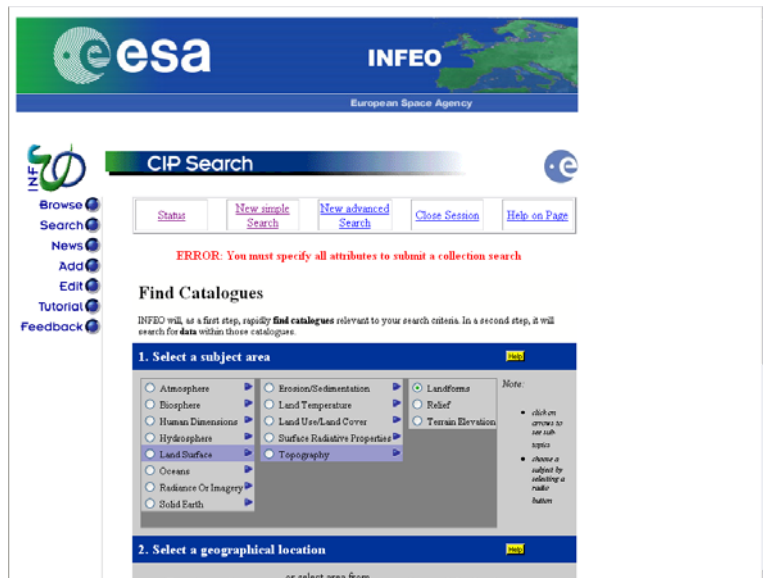 esa
INFEO
European Space Agency
INFEO
CIP Search
Browse
Search
News
Add
Edit
Tutorial
Feedback
Status
New simple
Search
New advanced
Search
Close Session
Help on Page
ERROR: You must specify all attributes to submit a collection search
Find Catalogues
INFEO will, as a first step, rapidly find catalogues relevant to your search criteria. In a second step, it will
search for data within those catalogues.
1. Select a subject area
Help
Atmosphere
Biosphere
Human Dimensions
Hydrosphere
Land Surface
Oceans
Radiance Or Imagery
Solid Earth
Erosion/Sedimentation
Land Temperature
Land Use/Land Cover
Surface Radiative Properties
Topography
Landforms
Relief
Terrain Elevation
Note:
click on
arrows to
see sub-
topics
choose a
subject by
selecting a
radio
button
2. Select a geographical location
Help
or select area from